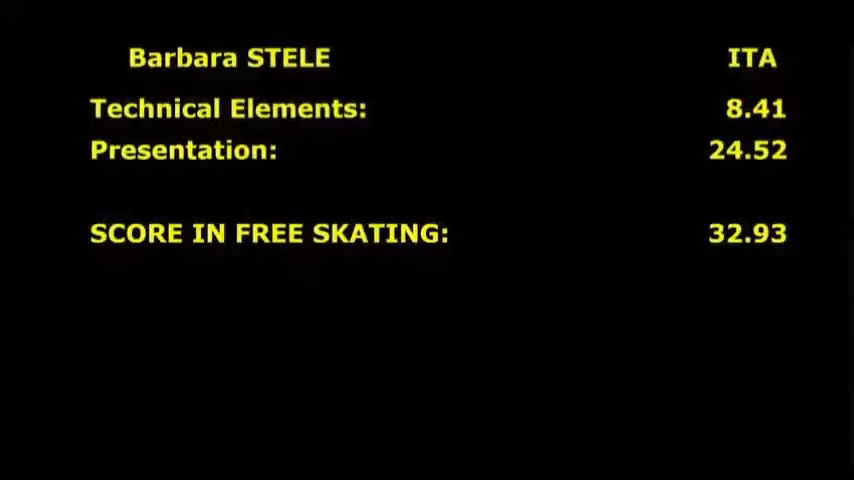 Barbara STELE ITA
Technical Elements: 8.41
Presentation: 24.52
SCORE IN FREE SKATING: 32.93